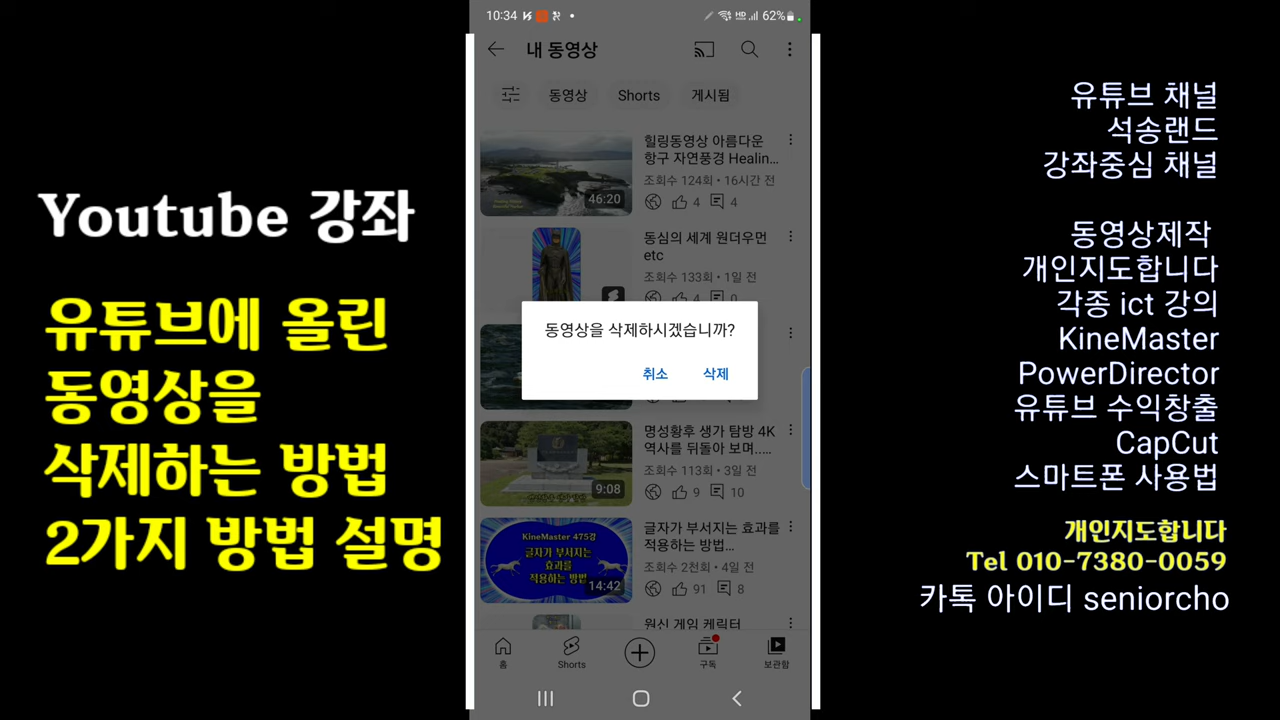 Youtube 강좌
유튜브에 올린
동영상을
삭제하는 방법
2가지 방법 설명
10:34
62%
내 동영상
동영상
Shorts
게시됨
46:20
힐링동영상 아름다운
항구 자연풍경 Healin...
조회수 124회 • 16시간 전
4
4
동심의 세계 원더우먼
etc
조회수 133회 • 1일 전
4
0
동영상을 삭제하시겠습니까?
취소
삭제
9:08
명성황후 생가 탐방 4K
역사를 뒤돌아 보며.....
조회수 113회 • 3일 전
9
10
KineMaster 475강
글자가 부서지는
효과를
적용하는 방법
14:42
글자가 부서지는 효과를
적용하는 방법...
조회수 2천회 • 4일 전
91
8
원신 게임 케릭터
홈
Shorts
구독
보관함
유튜브 채널
석송랜드
강좌중심 채널
동영상제작
개인지도합니다
각종 ict 강의
KineMaster
PowerDirector
유튜브 수익창출
CapCut
스마트폰 사용법
개인지도합니다
Tel 010-7380-0059
카톡 아이디 seniorcho